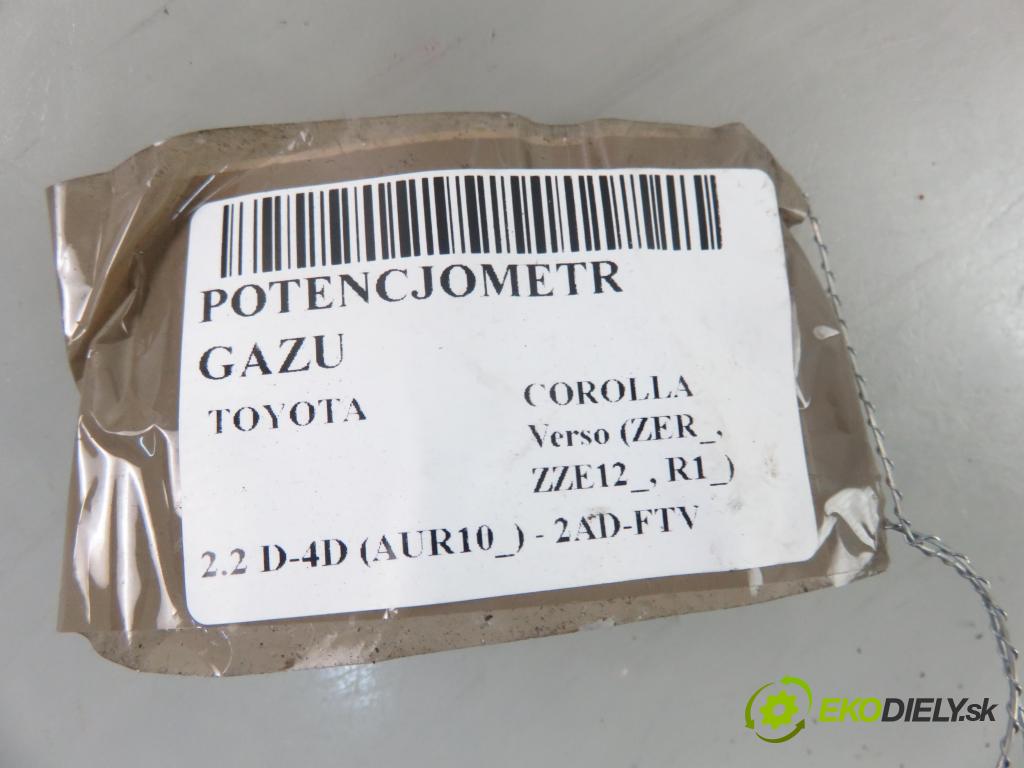 POTENCJOMETR
GAZU
TOYOTA
COROLLA
Verso (ZER_,
ZZE12_, R1_)
2.2 D-4D (AUR10_) - 2AD-FTV
EKODIELY.sk